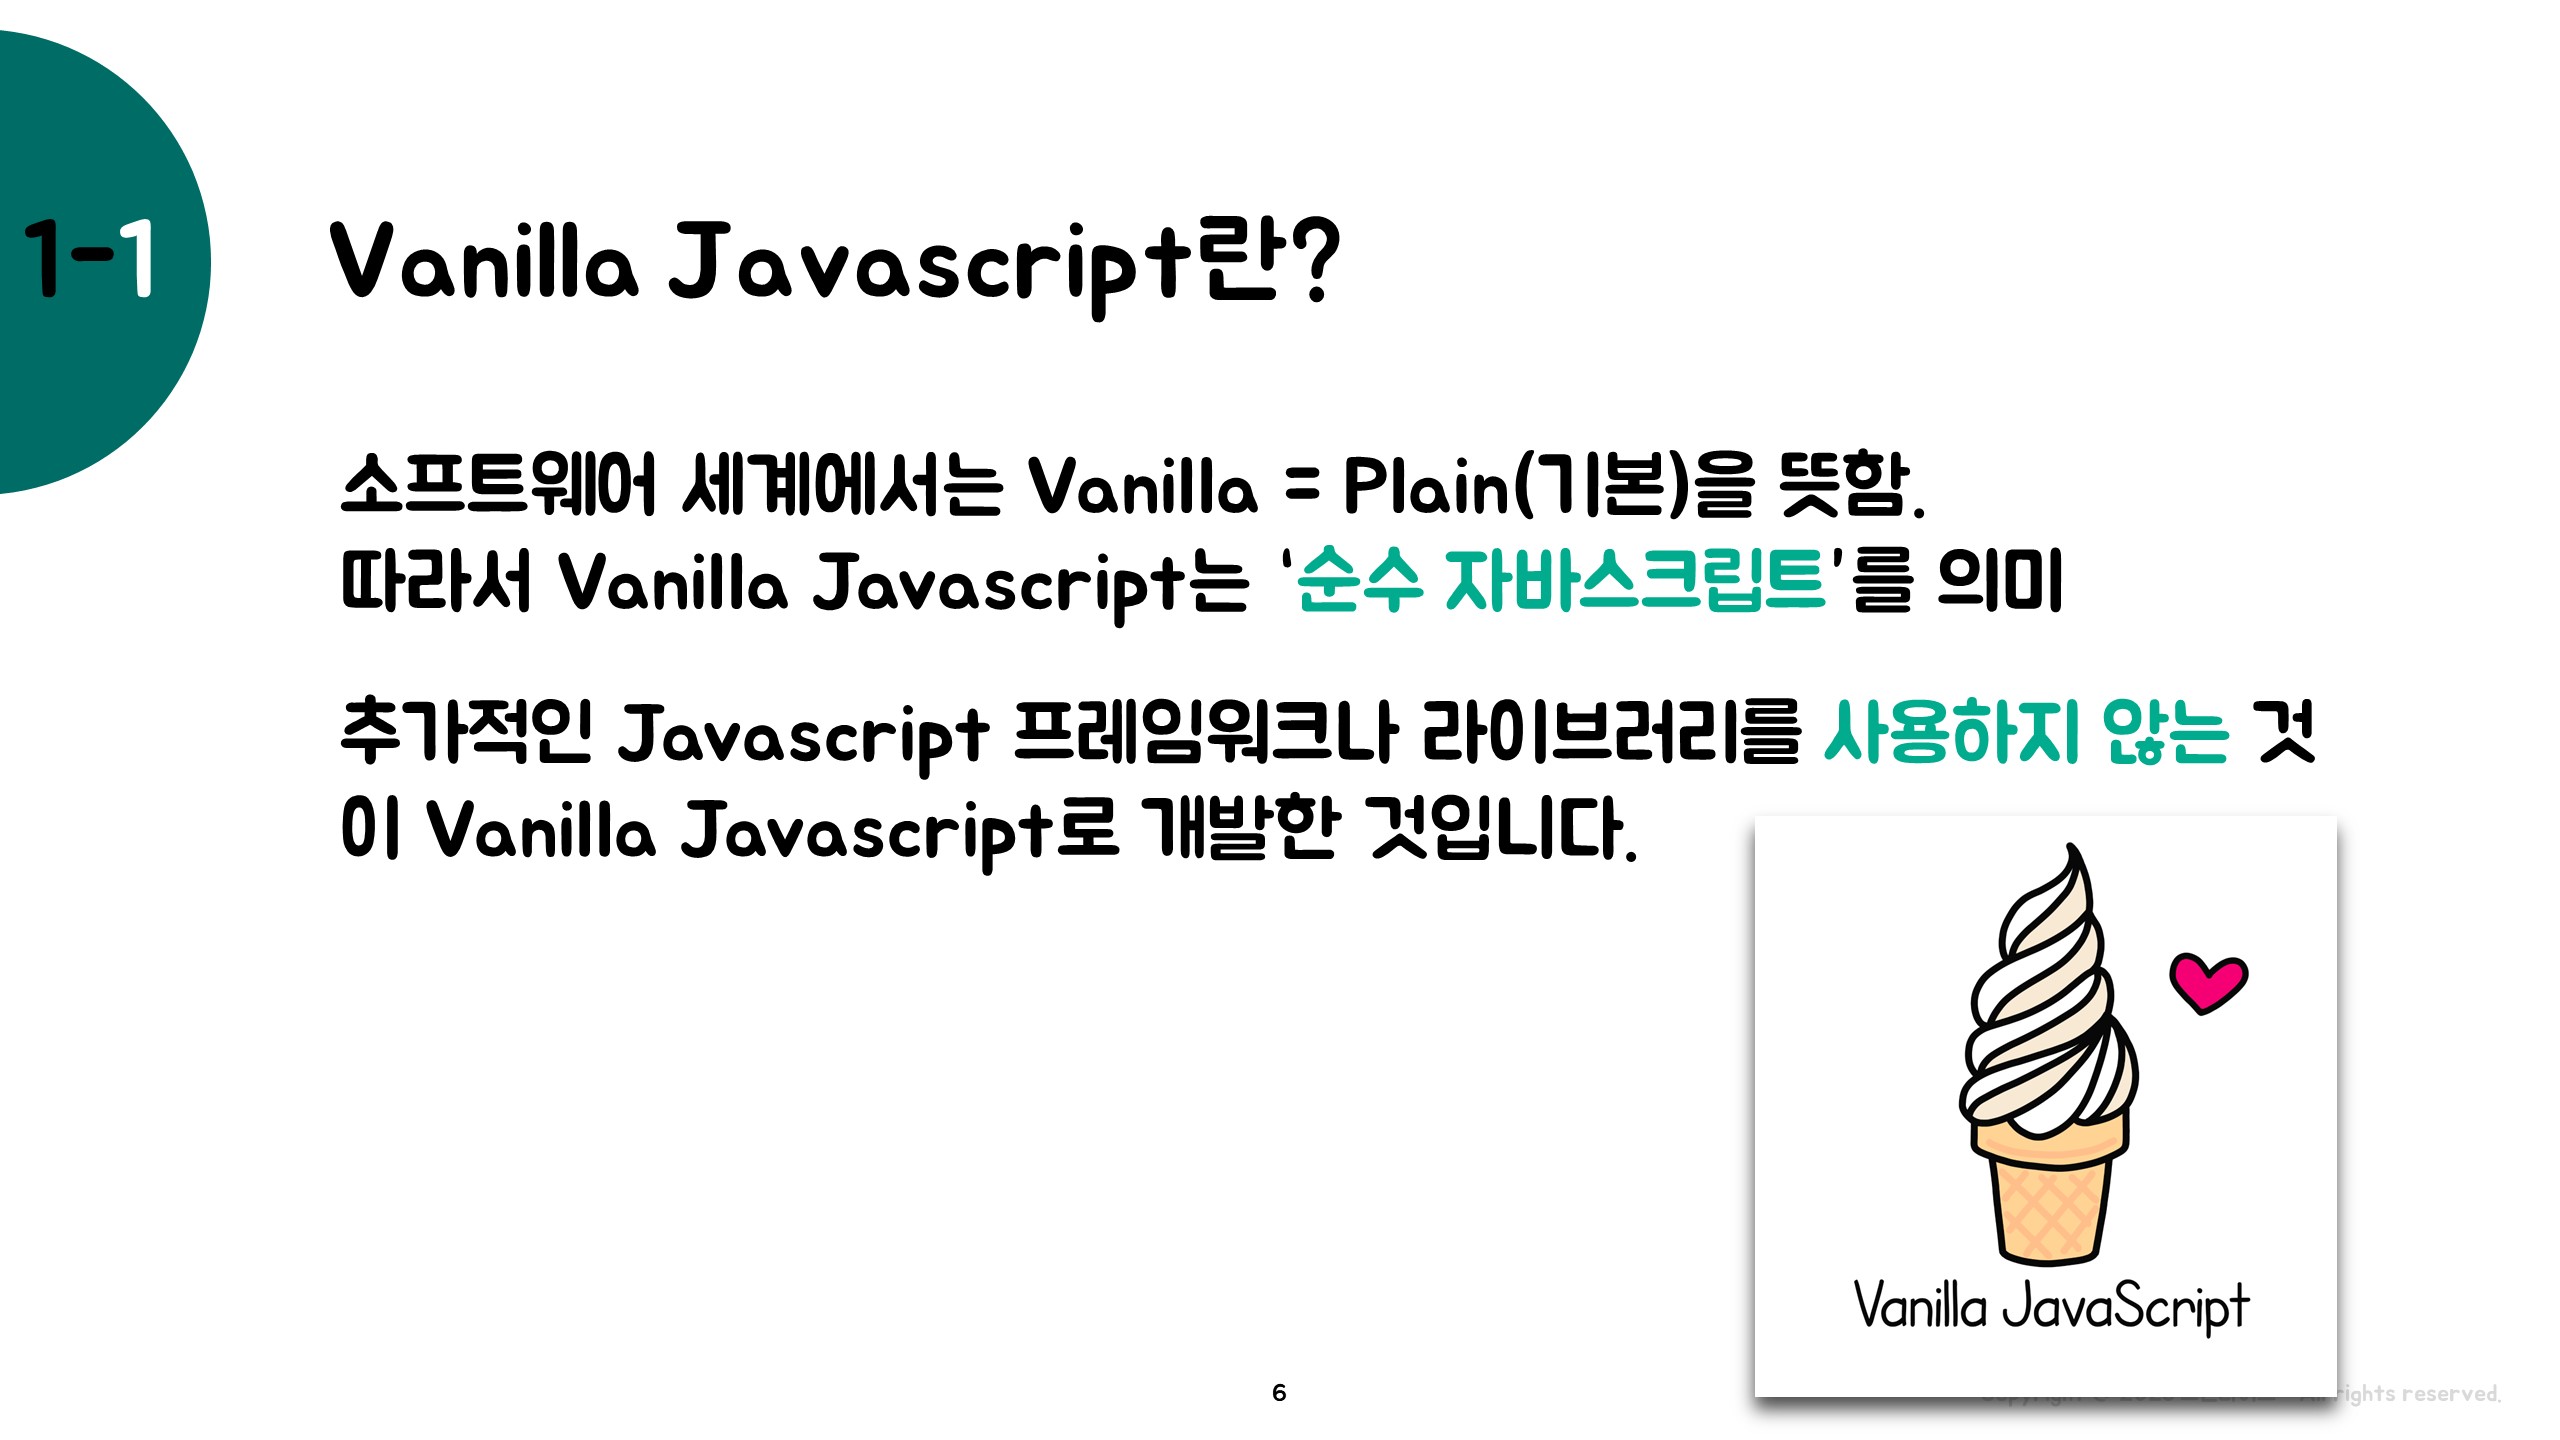 1-1
Vanilla Javascript란?
소프트웨어 세계에서는 Vanilla = Plain(기본)을 뜻함.
따라서 Vanilla Javascript는 '순수 자바스크립트'를 의미
추가적인 Javascript 프레임워크나 라이브러리를 사용하지 않는 것
이 Vanilla Javascript로 개발한 것입니다.
Vanilla JavaScript
6
rights reserved.